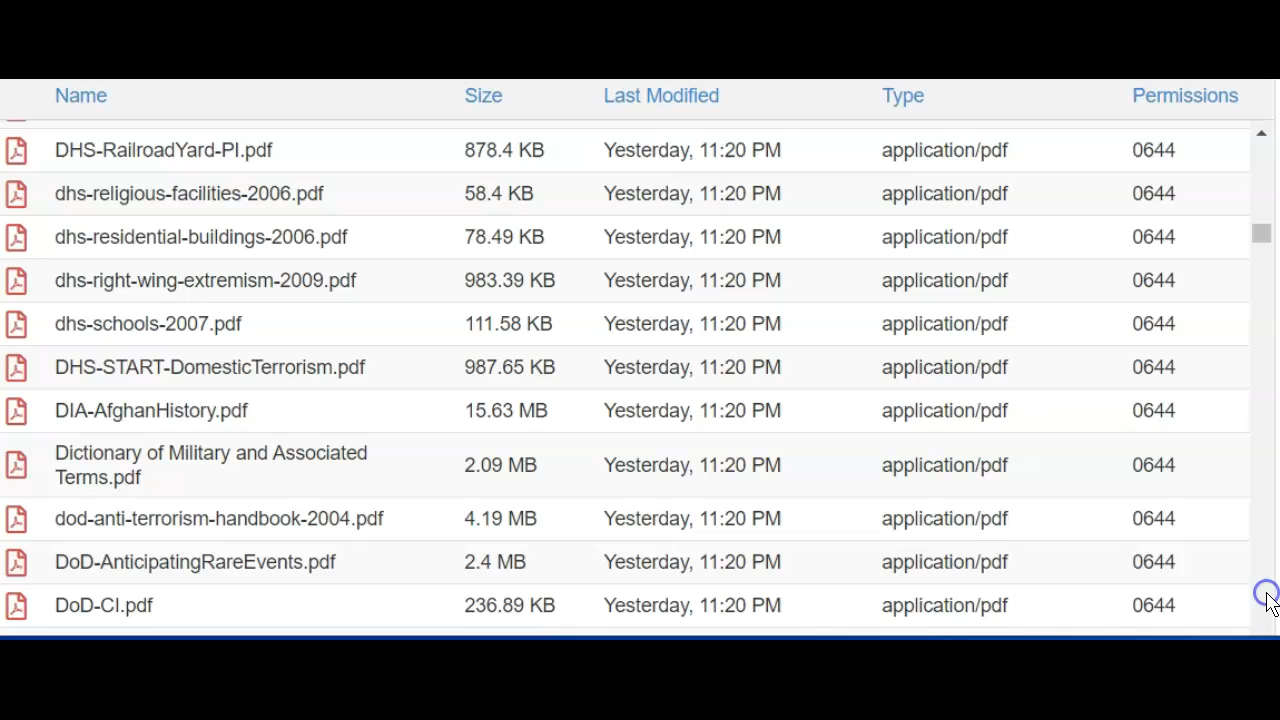 Name Size Last Modified Type Permissions
DHS-RailroadYard-PI.pdf 878.4 KB Yesterday, 11:20 PM application/pdf 0644
dhs-religious-facilities-2006.pdf 58.4 KB Yesterday, 11:20 PM application/pdf 0644
dhs-residential-buildings-2006.pdf 78.49 KB Yesterday, 11:20 PM application/pdf 0644
dhs-right-wing-extremism-2009.pdf 983.39 KB Yesterday, 11:20 PM application/pdf 0644
dhs-schools-2007.pdf 111.58 KB Yesterday, 11:20 PM application/pdf 0644
DHS-START-DomesticTerrorism.pdf 987.65 KB Yesterday, 11:20 PM application/pdf 0644
DIA-AfghanHistory.pdf 15.63 MB Yesterday, 11:20 PM application/pdf 0644
Dictionary of Military and Associated
Terms.pdf 2.09 MB Yesterday, 11:20 PM application/pdf 0644
dod-anti-terrorism-handbook-2004.pdf 4.19 MB Yesterday, 11:20 PM application/pdf 0644
DoD-AnticipatingRareEvents.pdf 2.4 MB Yesterday, 11:20 PM application/pdf 0644
DoD-CI.pdf 236.89 KB Yesterday, 11:20 PM application/pdf 0644